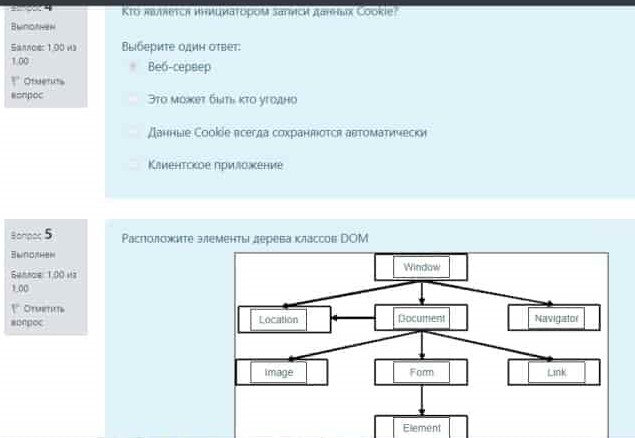 Вопрос 4
Кто является инициатором записи данных Cookie?
Выполнен
Баллов: 1,00 из
1,00
Отметить
вопрос
Выберите один ответ:
Веб-сервер
Это может быть кто угодно
Данные Cookie всегда сохраняются автоматически
Клиентское приложение
Вопрос 5
Выполнен
Баллов: 1,00 из
1,00
Отметить
вопрос
Расположите элементы дерева классов DOM
Window
Location
Document
Navigator
Image
Form
Link
Element